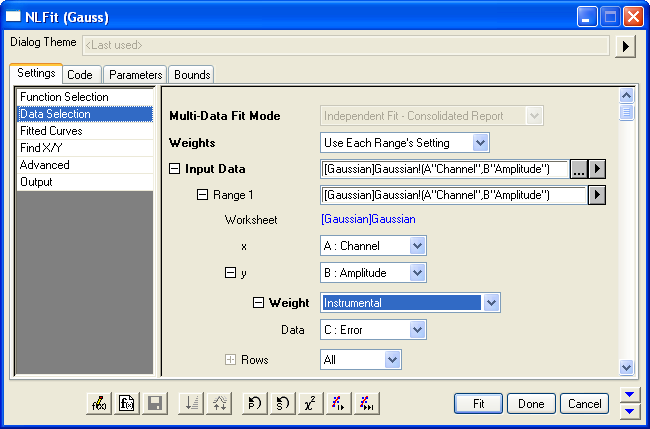 NLFit (Gauss)
Dialog Theme <Last used>
Settings Code Parameters Bounds
Function Selection
Data Selection
Fitted Curves
Find X/Y
Advanced
Output
Multi-Data Fit Mode Independent Fit - Consolidated Report
Weights Use Each Range's Setting
Input Data [Gaussian]Gaussian!(A"Channel",B"Amplitude") ...
Range 1 [Gaussian]Gaussian!(A"Channel",B"Amplitude")
Worksheet [Gaussian]Gaussian
x A : Channel
y B : Amplitude
Weight Instrumental
Data C : Error
Rows All
P S χ² Fit Done Cancel